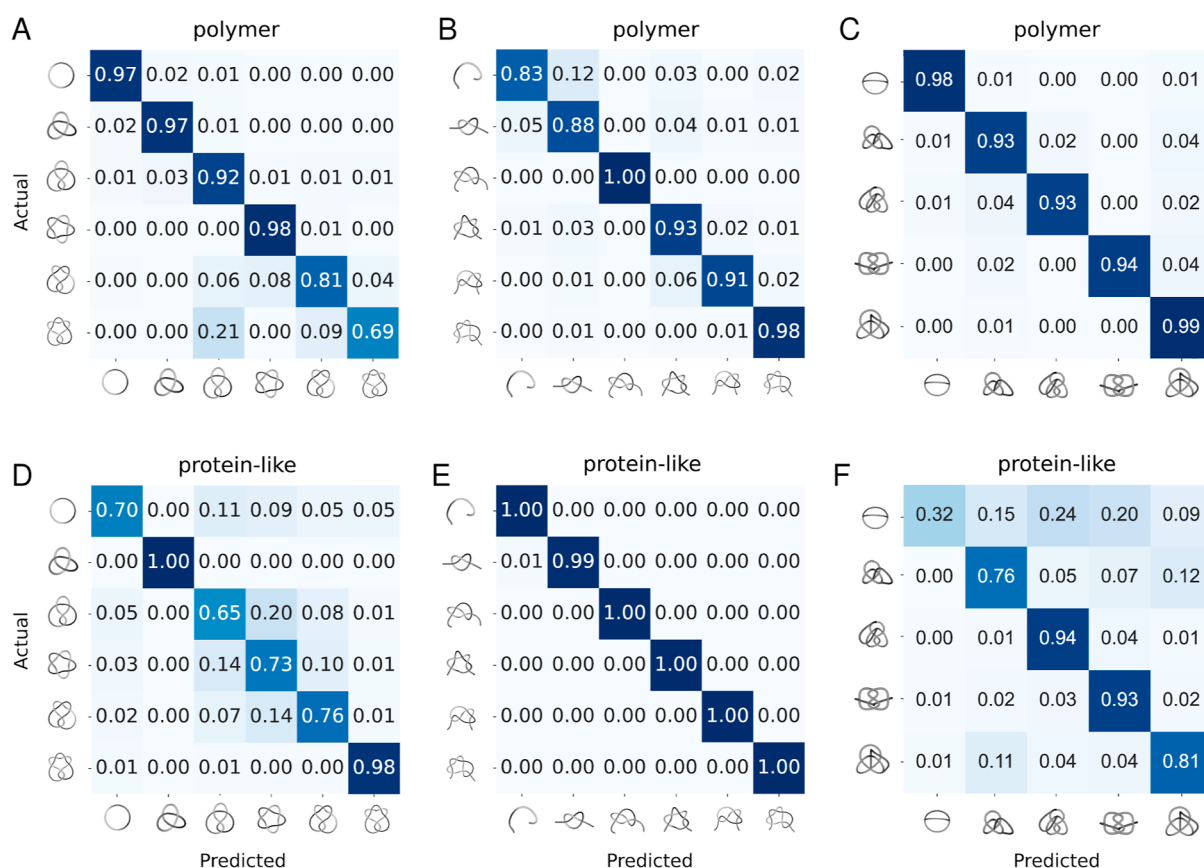 A
polymer
0.97 0.02 0.01 0.00 0.00 0.00
0.02 0.97 0.01 0.00 0.00 0.00
0.01 0.03 0.92 0.01 0.01 0.01
0.00 0.00 0.00 0.98 0.01 0.00
0.00 0.00 0.06 0.08 0.81 0.04
0.00 0.00 0.21 0.00 0.09 0.69
Actual
B
polymer
0.83 0.12 0.00 0.03 0.00 0.02
0.05 0.88 0.00 0.04 0.01 0.01
0.00 0.00 1.00 0.00 0.00 0.00
0.01 0.03 0.00 0.93 0.02 0.01
0.00 0.01 0.00 0.06 0.91 0.02
0.00 0.01 0.00 0.00 0.01 0.98
C
polymer
0.98 0.01 0.00 0.00 0.01
0.01 0.93 0.02 0.00 0.04
0.01 0.04 0.93 0.00 0.02
0.00 0.02 0.00 0.94 0.04
0.00 0.01 0.00 0.00 0.99
D
protein-like
0.70 0.00 0.11 0.09 0.05 0.05
0.00 1.00 0.00 0.00 0.00 0.00
0.05 0.00 0.65 0.20 0.08 0.01
0.03 0.00 0.14 0.73 0.10 0.01
0.02 0.00 0.07 0.14 0.76 0.01
0.01 0.00 0.01 0.00 0.00 0.98
Actual
Predicted
E
protein-like
1.00 0.00 0.00 0.00 0.00 0.00
0.01 0.99 0.00 0.00 0.00 0.00
0.00 0.00 1.00 0.00 0.00 0.00
0.00 0.00 0.00 1.00 0.00 0.00
0.00 0.00 0.00 0.00 1.00 0.00
0.00 0.00 0.00 0.00 0.00 1.00
Predicted
F
protein-like
0.32 0.15 0.24 0.20 0.09
0.00 0.76 0.05 0.07 0.12
0.00 0.01 0.94 0.04 0.01
0.01 0.02 0.03 0.93 0.02
0.01 0.11 0.04 0.04 0.81
Predicted